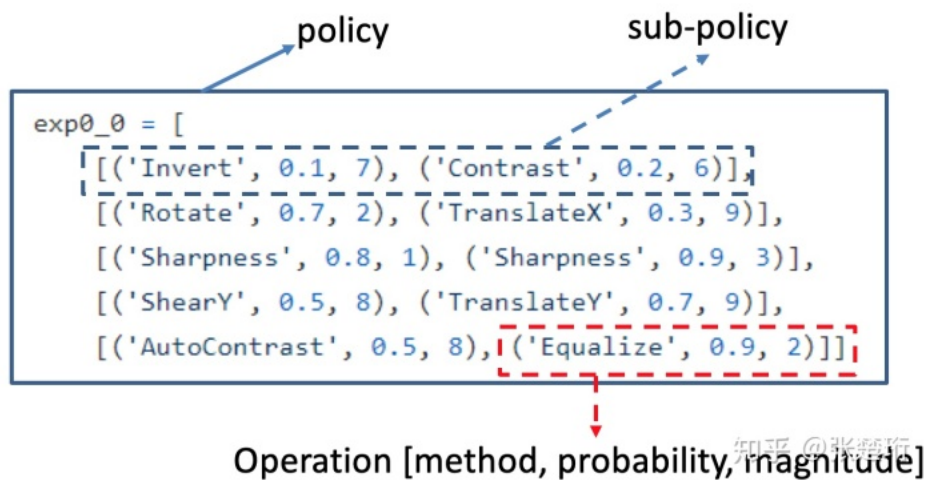 policy
sub-policy
exp0_0 = [
[('Invert', 0.1, 7), ('Contrast', 0.2, 6)],
[('Rotate', 0.7, 2), ('TranslateX', 0.3, 9)],
[('Sharpness', 0.8, 1), ('Sharpness', 0.9, 3)],
[('ShearY', 0.5, 8), ('TranslateY', 0.7, 9)],
[('AutoContrast', 0.5, 8), ('Equalize', 0.9, 2)]]
知乎 @张楚珩
Operation [method, probability, magnitude]